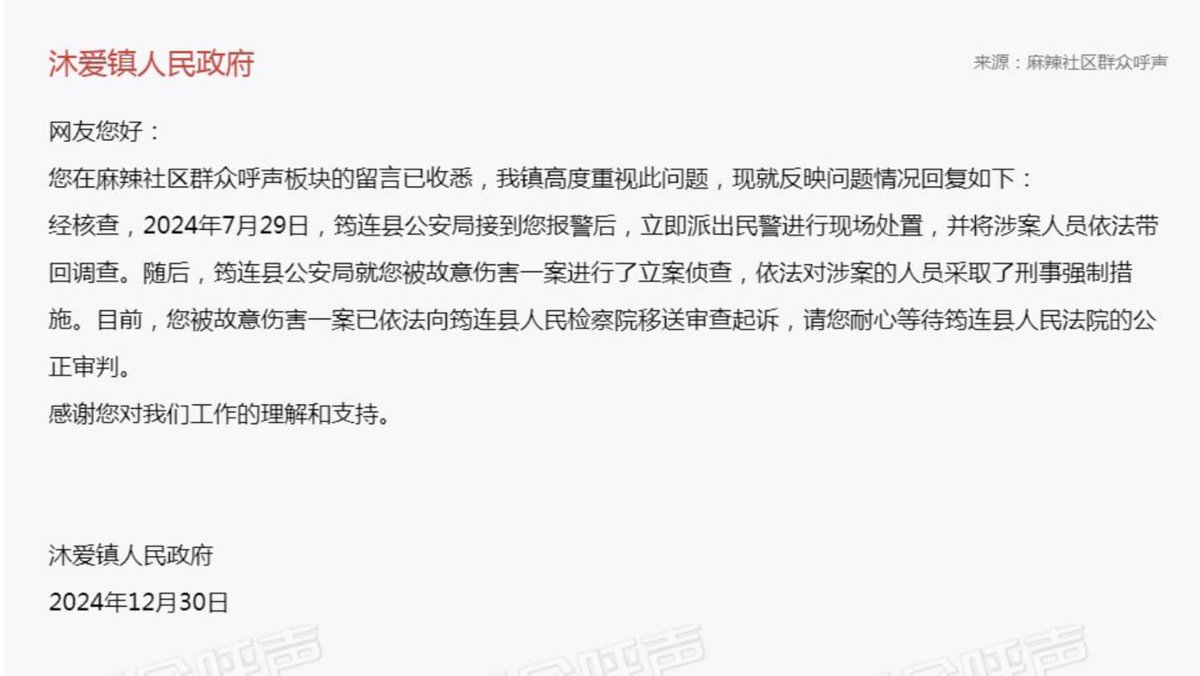 沐爱镇人民政府
来源：麻辣社区群众呼声
网友您好：
您在麻辣社区群众呼声板块的留言已收悉，我镇高度重视此问题，现就反映问题情况回复如下：
经核查，2024年7月29日，筠连县公安局接到您报警后，立即派出民警进行现场处置，并将涉案人员依法带
回调查。随后，筠连县公安局就您被故意伤害一案进行了立案侦查，依法对涉案的人员采取了刑事强制措
施。目前，您被故意伤害一案已依法向筠连县人民检察院移送审查起诉，请您耐心等待筠连县人民法院的公
正审判。
感谢您对我们工作的理解和支持。
沐爱镇人民政府
2024年12月30日
呼声
呼声
呼声